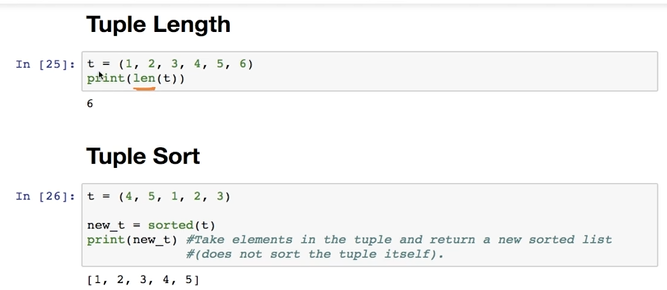 Tuple Length
In [25]: t = (1, 2, 3, 4, 5, 6)
print(len(t))
6
Tuple Sort
In [26]: t = (4, 5, 1, 2, 3)
new_t = sorted(t)
print(new_t) #Take elements in the tuple and return a new sorted list
#(does not sort the tuple itself).
[1, 2, 3, 4, 5]